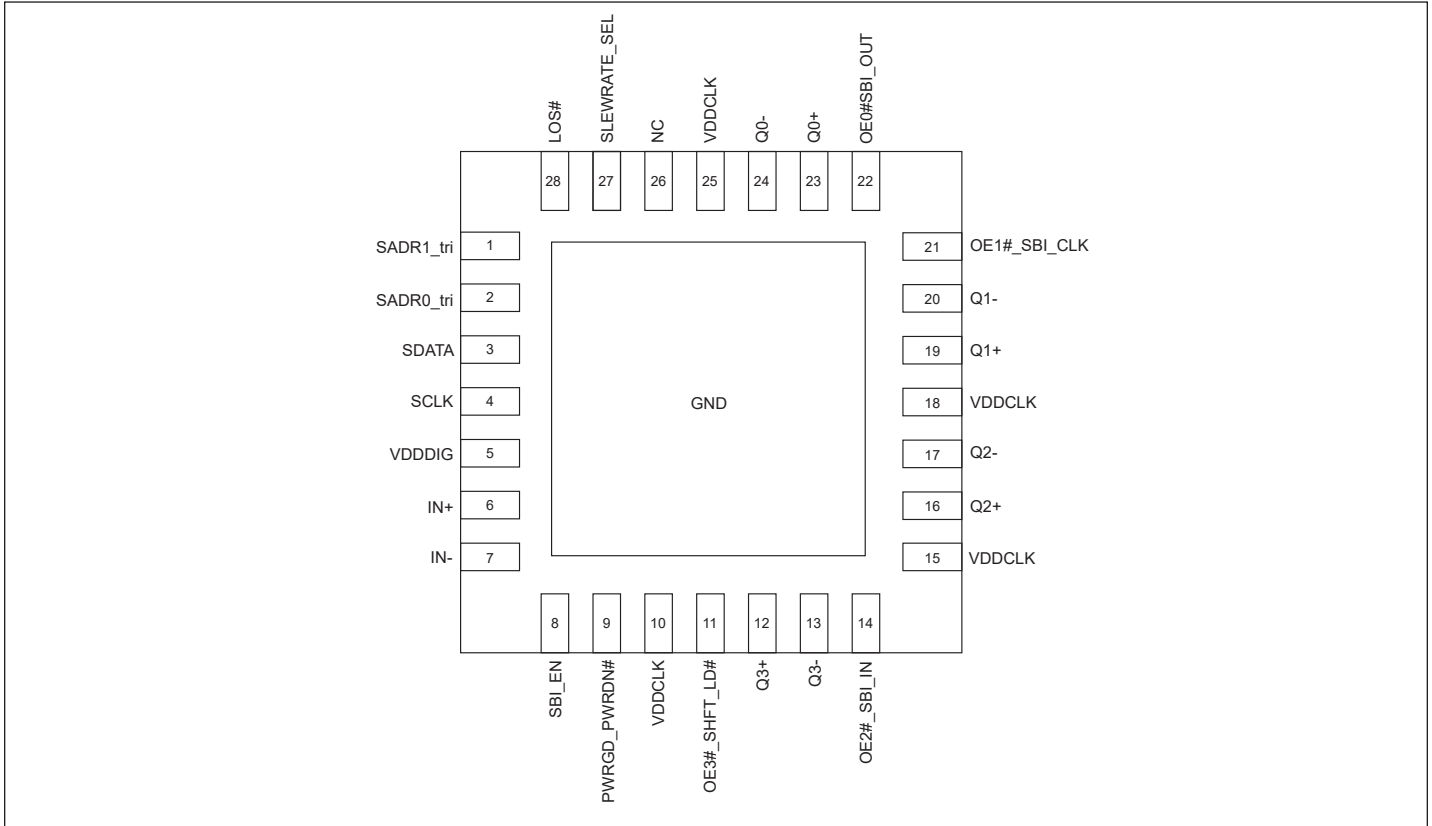 LOS#
SLEWRATE_SEL
NC
VDDCLK
Q0-
Q0+
OE0#SBI_OUT
28
27
26
25
24
23
22
SADR1_tri
1
SADR0_tri
2
SDATA
3
SCLK
4
VDDDIG
5
IN+
6
IN-
7
GND
21
OE1#_SBI_CLK
20
Q1-
19
Q1+
18
VDDCLK
17
Q2-
16
Q2+
15
VDDCLK
8
9
10
11
12
13
14
SBI_EN
PWRGD_PWRDN#
VDDCLK
OE3#_SHFT_LD#
Q3+
Q3-
OE2#_SBI_IN